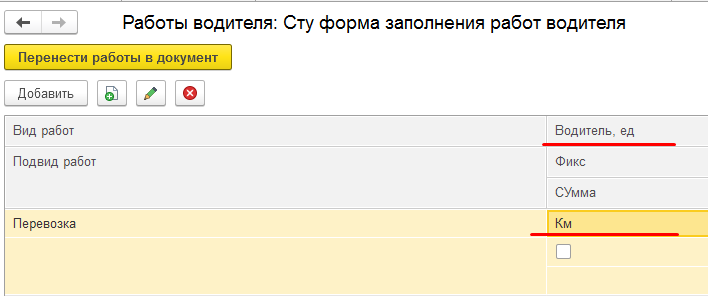 Работы водителя: Сту форма заполнения работ водителя
Перенести работы в документ
Добавить
Вид работ
Водитель, ед
Подвид работ
Фикс
СУмма
Перевозка
Км